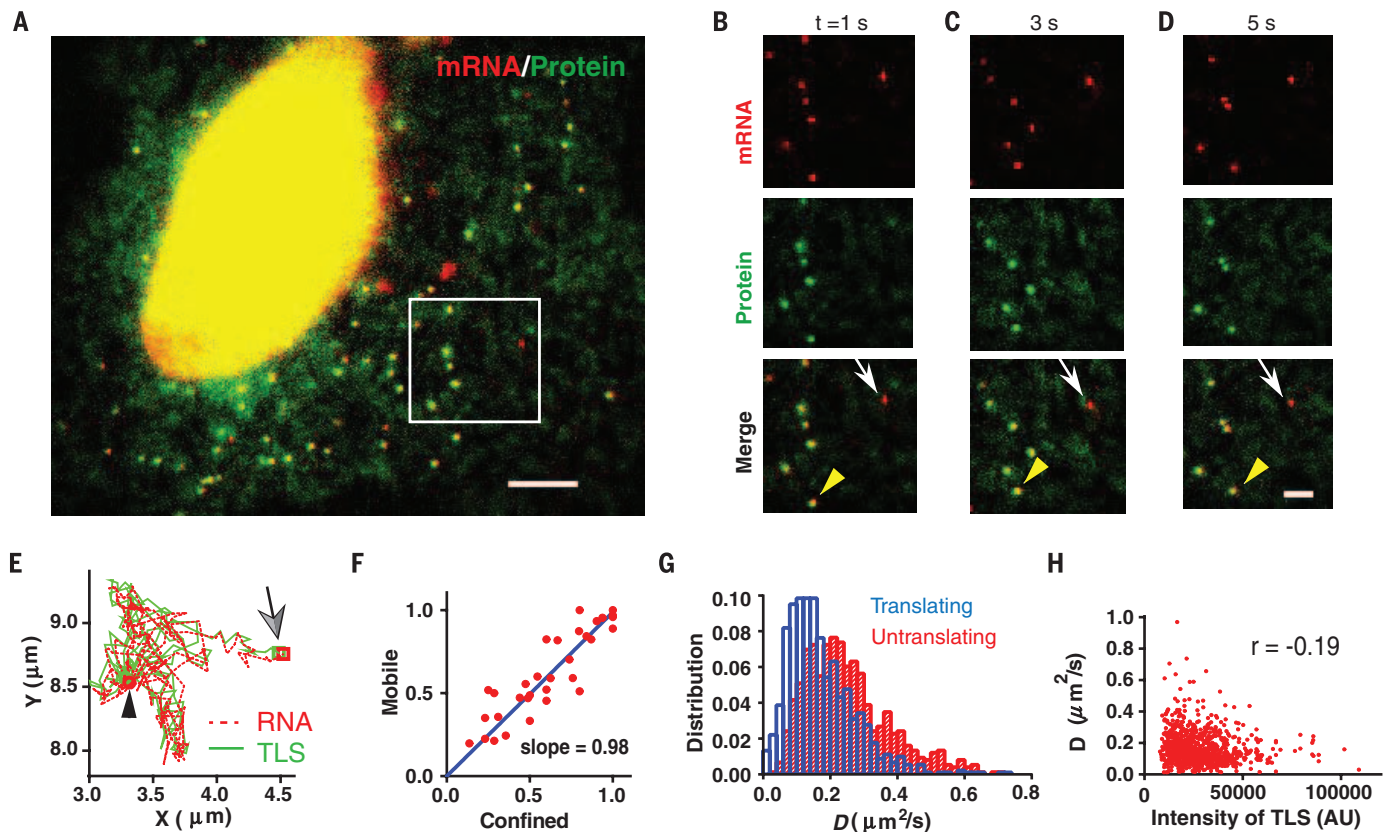 A
mRNA/Protein
B
t =1 s
C
3 s
D
5 s
mRNA
Protein
Merge
E
Y (μm)
9.0
8.5
8.0
3.0
3.5
4.0
4.5
X ( μm)
RNA
TLS
F
Mobile
1.0
0.5
0.0
0.0
0.5
1.0
Confined
slope = 0.98
G
Distribution
0.10
0.08
0.06
0.04
0.02
0.00
0.0
0.2
0.4
0.6
0.8
D ( μm²/s)
Translating
Untranslating
H
D (μm²/s)
1.0
0.8
0.6
0.4
0.2
0.0
0
50000
100000
Intensity of TLS (AU)
r = -0.19